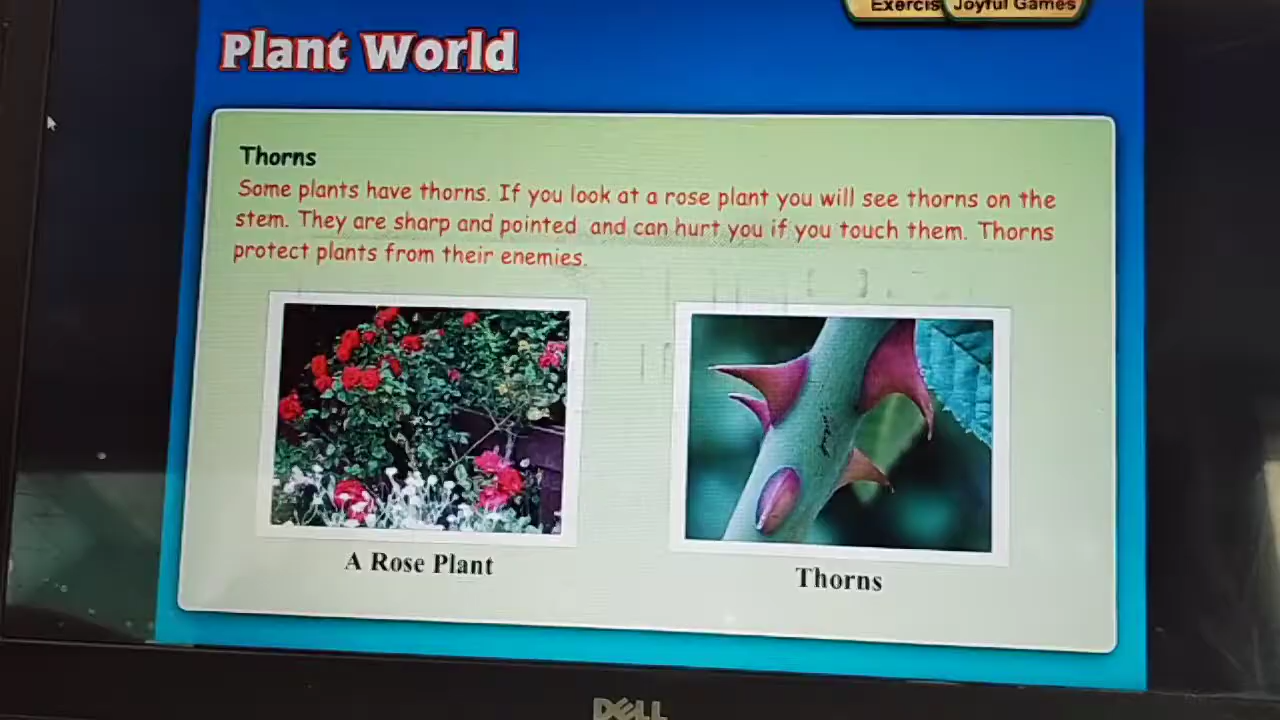 Exercis Joyful Games
Plant World
Thorns
Some plants have thorns. If you look at a rose plant you will see thorns on the
stem. They are sharp and pointed and can hurt you if you touch them. Thorns
protect plants from their enemies.
A Rose Plant
Thorns
DELL